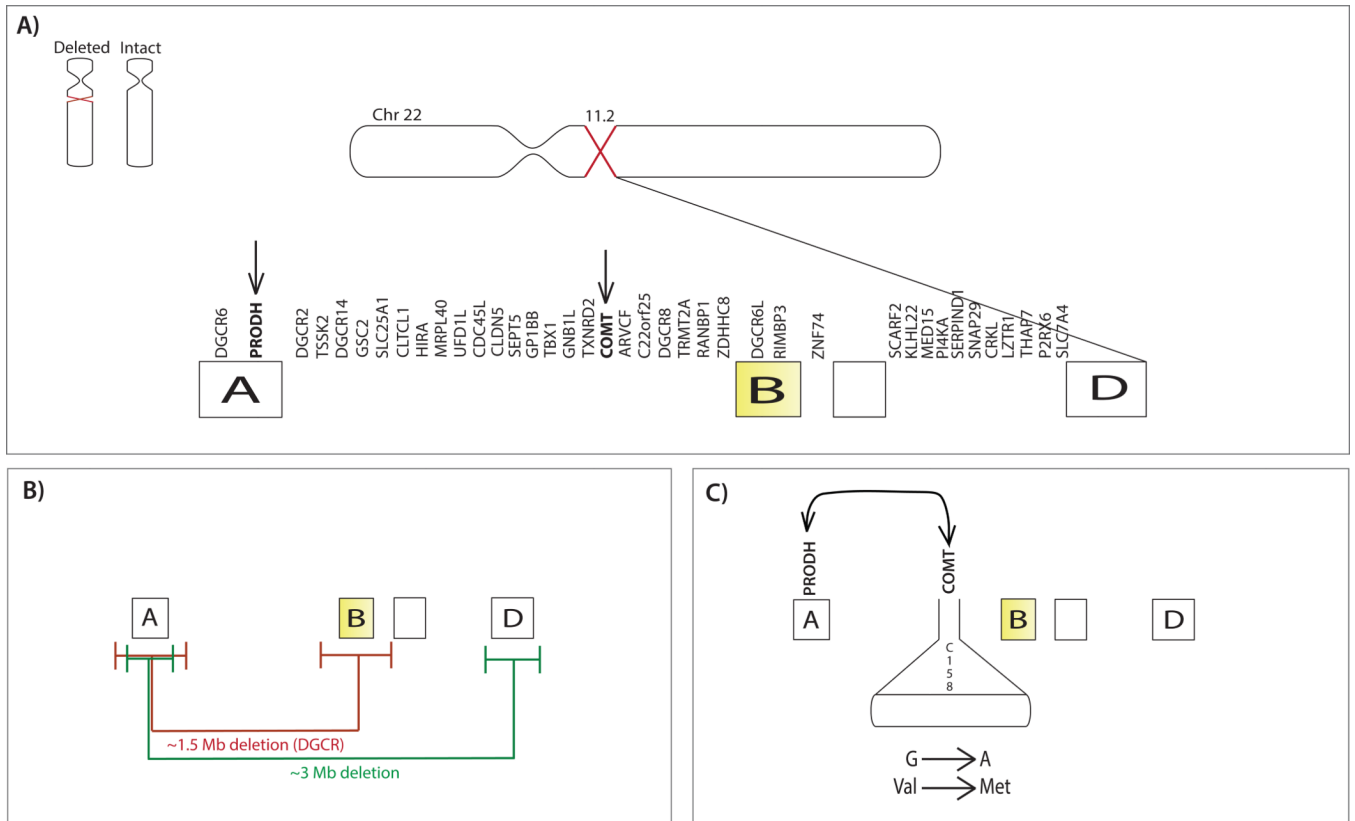 A)
Deleted Intact
Chr 22
11.2
DGCR6
PRODH
DGCR2
TSSK2
DGCR14
GSC2
SLC25A1
CLTCL1
HIRA
MRPL40
UFD1L
CDC45L
CLDN5
SEPT5
GP1BB
TBX1
GNB1L
TXNRD2
COMT
ARVCF
C22orf25
DGCR8
TRMT2A
RANBP1
ZDHHC8
DGCR6L
RIMBP3
ZNF74
SCARF2
KLHL22
MED15
PI4KA
SERPIND1
SNAP29
CRKL
LZTR1
THAP7
P2RX6
SLC7A4
A B D
B)
A B D
~1.5 Mb deletion (DGCR)
~3 Mb deletion
C)
PRODH
COMT
A B D
C
1
5
8
G A
Val Met